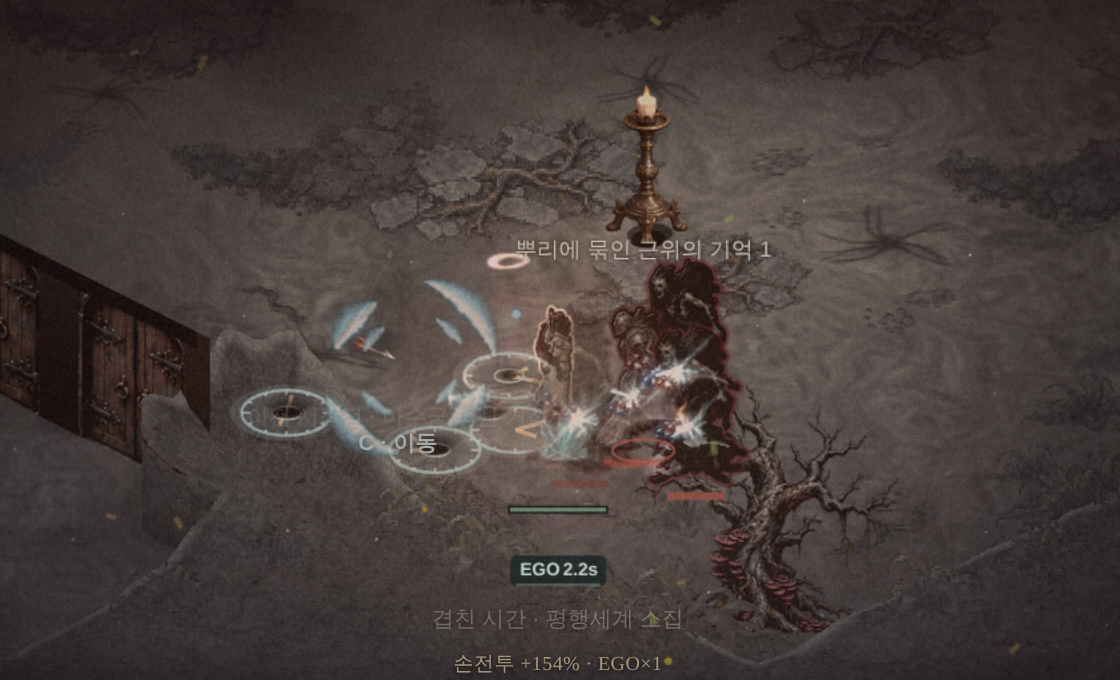 뿌리에 묶인 근위의 기억 1
C : 이동
EGO 2.2s
겹친 시간 · 평행세계 소집
손전투 +154% · EGO×1